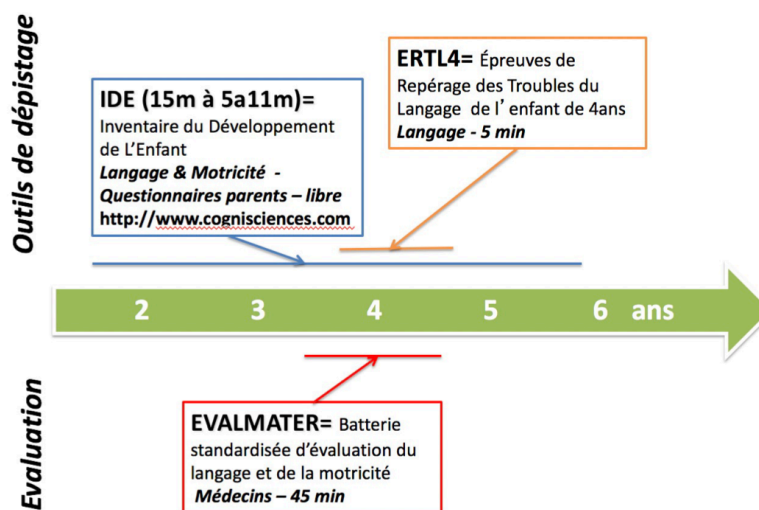 Outils de dépistage
IDE (15m à 5a11m)=
Inventaire du Développement
de L’Enfant
Langage & Motricité -
Questionnaires parents – libre
http://www.cognisciences.com
ERTL4= Épreuves de
Repérage des Troubles du
Langage de l’ enfant de 4ans
Langage - 5 min
2 3 4 5 6 ans
Evaluation
EVALMATER= Batterie
standardisée d’évaluation du
langage et de la motricité
Médecins – 45 min